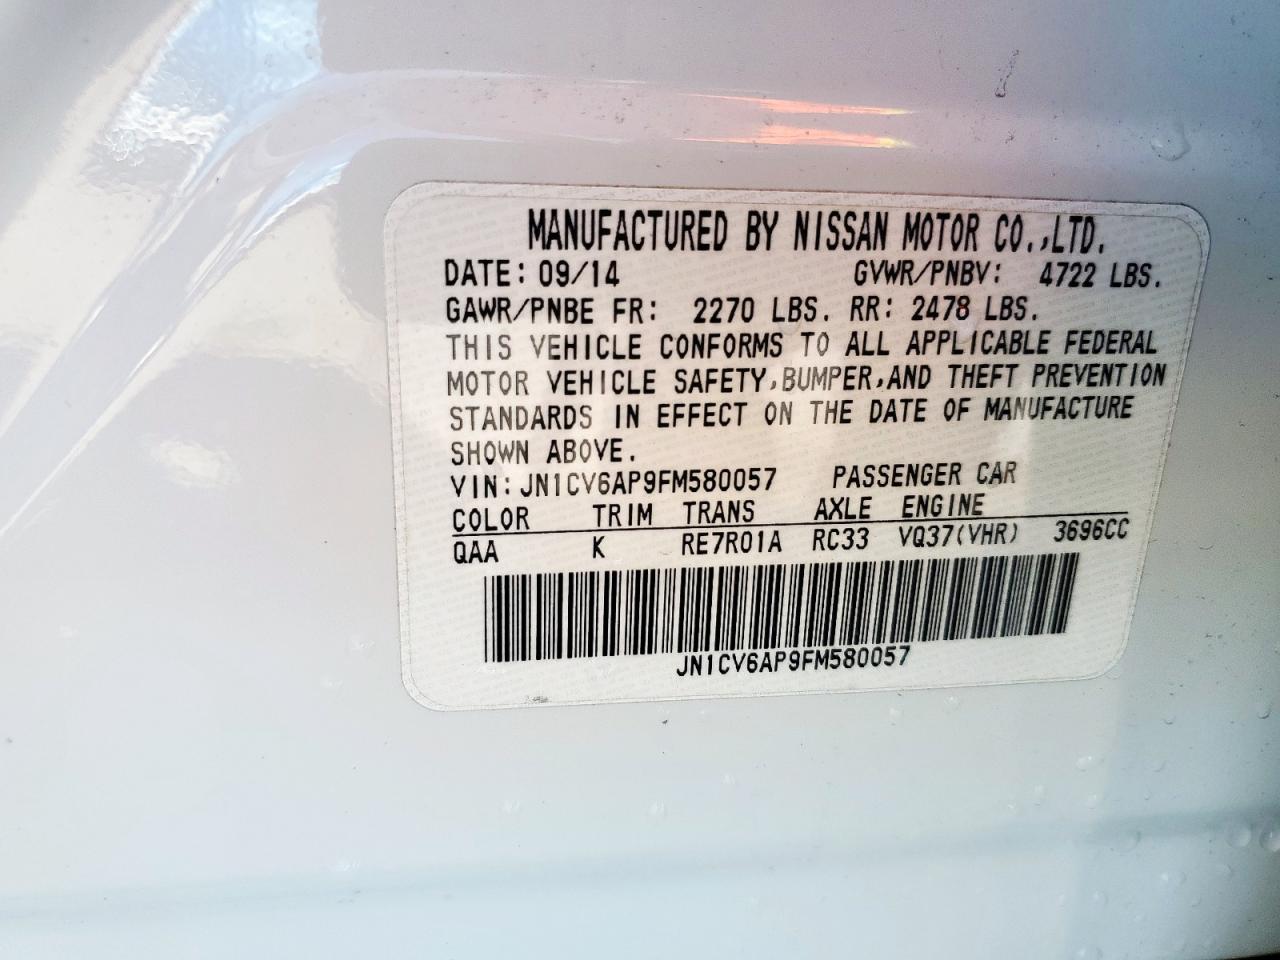 MANUFACTURED BY NISSAN MOTOR CO.,LTD.
DATE: 09/14 GVWR/PNBV: 4722 LBS.
GAWR/PNBE FR: 2270 LBS. RR: 2478 LBS.
THIS VEHICLE CONFORMS TO ALL APPLICABLE FEDERAL
MOTOR VEHICLE SAFETY,BUMPER,AND THEFT PREVENTION
STANDARDS IN EFFECT ON THE DATE OF MANUFACTURE
SHOWN ABOVE.
VIN: JN1CV6AP9FM580057 PASSENGER CAR
COLOR TRIM TRANS AXLE ENGINE
QAA K RE7R01A RC33 VQ37(VHR) 3696CC
JN1CV6AP9FM580057